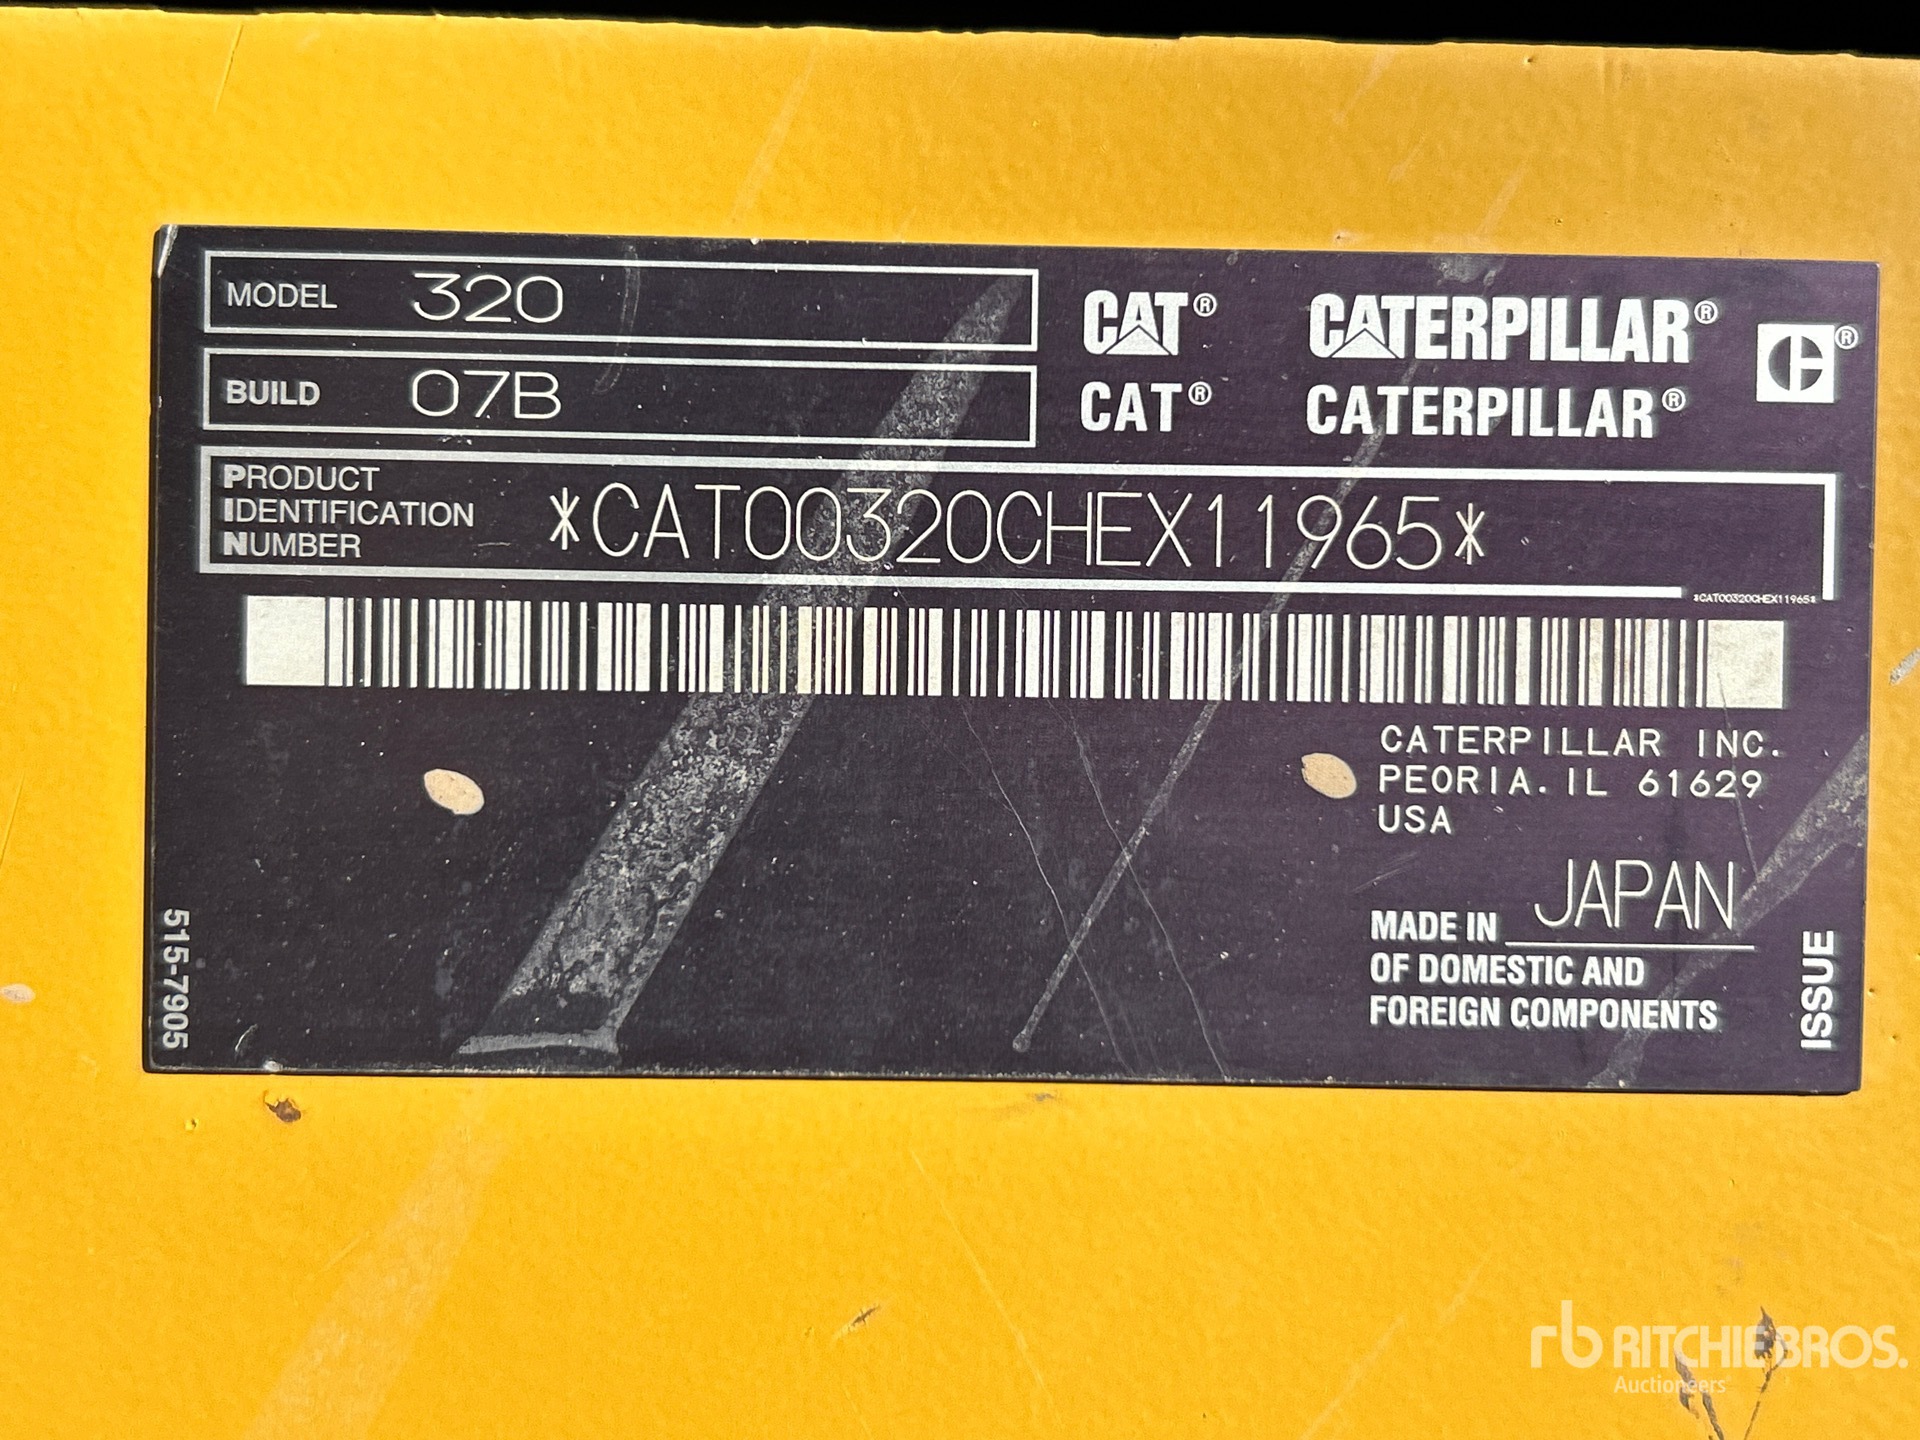 MODEL 320
BUILD 07B
CAT® CATERPILLAR®
CAT® CATERPILLAR®
PRODUCT
IDENTIFICATION
NUMBER
*CAT00320CHEX11965*
*CAT00320CHEX11965*
CATERPILLAR INC.
PEORIA. IL 61629
USA
MADE IN JAPAN
OF DOMESTIC AND
FOREIGN COMPONENTS
ISSUE
515-7905
rb RITCHIE BROS.
Auctioneers